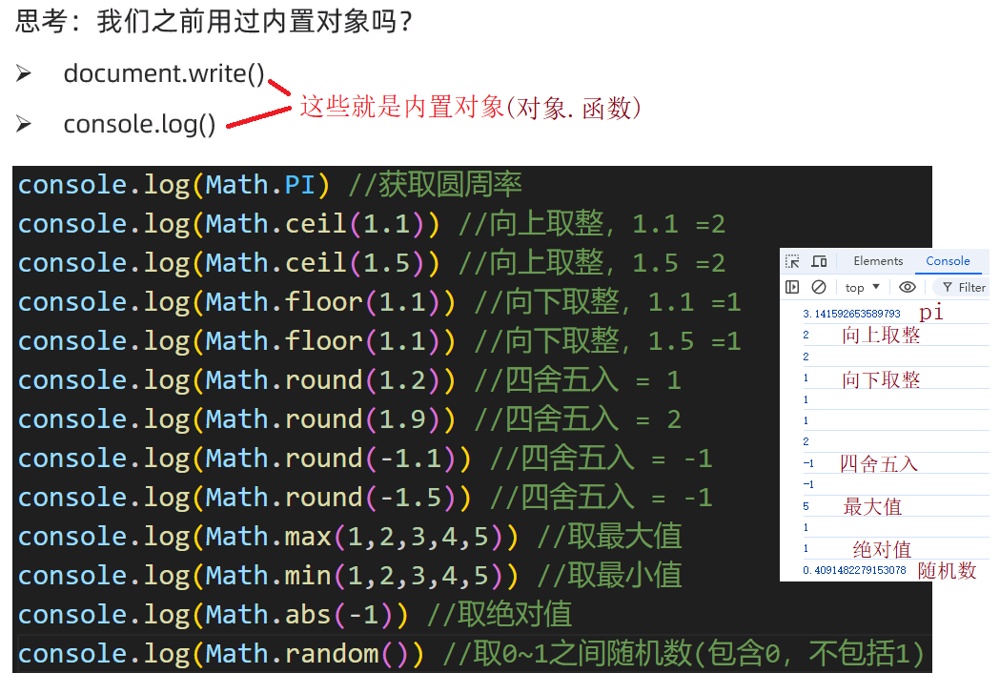 思考：我们之前用过内置对象吗？
➢ document.write()
➢ console.log()
这些就是内置对象(对象.函数)
console.log(Math.PI) //获取圆周率
console.log(Math.ceil(1.1)) //向上取整，1.1 =2
console.log(Math.ceil(1.5)) //向上取整，1.5 =2
console.log(Math.floor(1.1)) //向下取整，1.1 =1
console.log(Math.floor(1.1)) //向下取整，1.5 =1
console.log(Math.round(1.2)) //四舍五入 = 1
console.log(Math.round(1.9)) //四舍五入 = 2
console.log(Math.round(-1.1)) //四舍五入 = -1
console.log(Math.round(-1.5)) //四舍五入 = -1
console.log(Math.max(1,2,3,4,5)) //取最大值
console.log(Math.min(1,2,3,4,5)) //取最小值
console.log(Math.abs(-1)) //取绝对值
console.log(Math.random()) //取0~1之间随机数(包含0，不包括1)
Elements Console
top Filter
3.141592653589793 pi
2 向上取整
2
1 向下取整
1
1
2
-1 四舍五入
-1
5 最大值
1
1 绝对值
0.4091482279153078 随机数